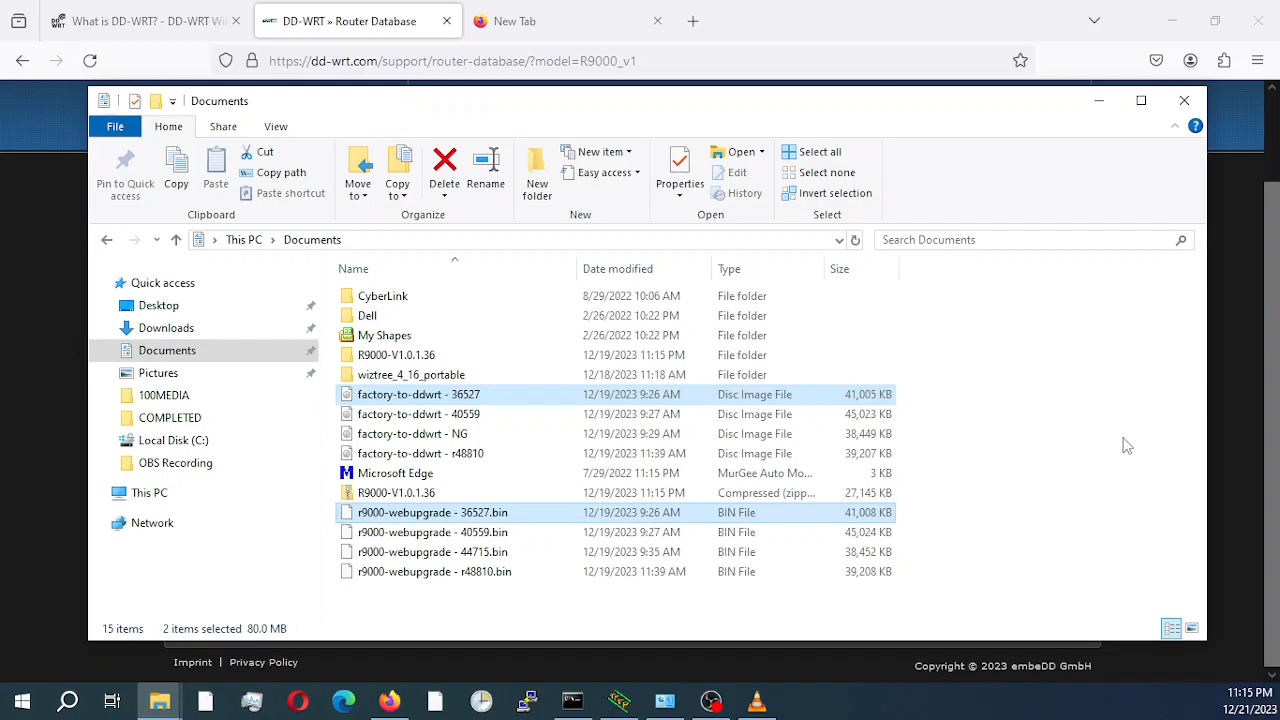 What is DD-WRT? - DD-WRT Wi
DD-WRT » Router Database
New Tab
https://dd-wrt.com/support/router-database/?model=R9000_v1
Documents
File
Home
Share
View
Pin to Quick access
Copy
Paste
Cut
Copy path
Paste shortcut
Clipboard
Move to
Copy to
Delete
Rename
Organize
New folder
New item
Easy access
New
Properties
Open
Edit
History
Open
Select all
Select none
Invert selection
Select
This PC > Documents
Search Documents
Quick access
Desktop
Downloads
Documents
Pictures
100MEDIA
COMPLETED
Local Disk (C:)
OBS Recording
This PC
Network
Name Date modified Type Size
CyberLink 8/29/2022 10:06 AM File folder
Dell 2/26/2022 10:22 PM File folder
My Shapes 2/26/2022 10:22 PM File folder
R9000-V1.0.1.36 12/19/2023 11:15 PM File folder
wiztree_4_16_portable 12/18/2023 11:18 AM File folder
factory-to-ddwrt - 36527 12/19/2023 9:26 AM Disc Image File 41,005 KB
factory-to-ddwrt - 40559 12/19/2023 9:27 AM Disc Image File 45,023 KB
factory-to-ddwrt - NG 12/19/2023 9:29 AM Disc Image File 38,449 KB
factory-to-ddwrt - r48810 12/19/2023 11:39 AM Disc Image File 39,207 KB
Microsoft Edge 7/29/2022 11:15 PM MurGee Auto Mo... 3 KB
R9000-V1.0.1.36 12/19/2023 11:15 PM Compressed (zipp... 27,145 KB
r9000-webupgrade - 36527.bin 12/19/2023 9:26 AM BIN File 41,008 KB
r9000-webupgrade - 40559.bin 12/19/2023 9:27 AM BIN File 45,024 KB
r9000-webupgrade - 44715.bin 12/19/2023 9:35 AM BIN File 38,452 KB
r9000-webupgrade - r48810.bin 12/19/2023 11:39 AM BIN File 39,208 KB
15 items 2 items selected 80.0 MB
Imprint | Privacy Policy
Copyright © 2023 embeDD GmbH
11:15 PM
12/21/2023